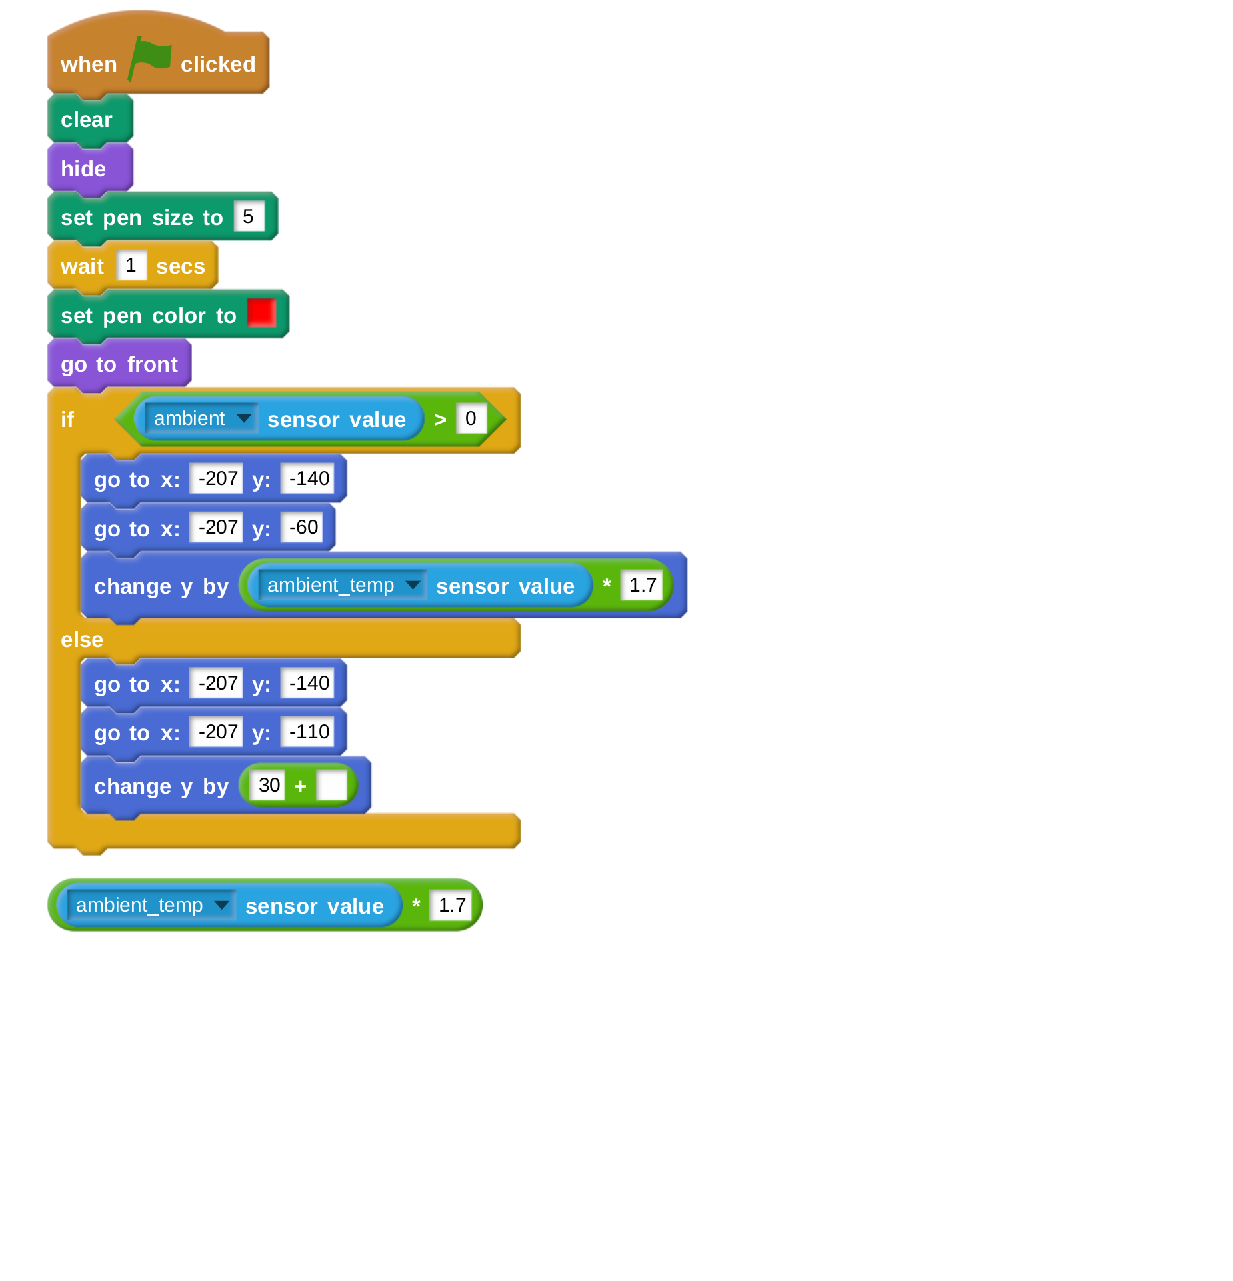 when clicked
clear
hide
set pen size to 5
wait 1 secs
set pen color to
go to front
if ambient sensor value > 0
go to x: -207 y: -140
go to x: -207 y: -60
change y by ambient_temp sensor value * 1.7
else
go to x: -207 y: -140
go to x: -207 y: -110
change y by 30 +
ambient_temp sensor value * 1.7